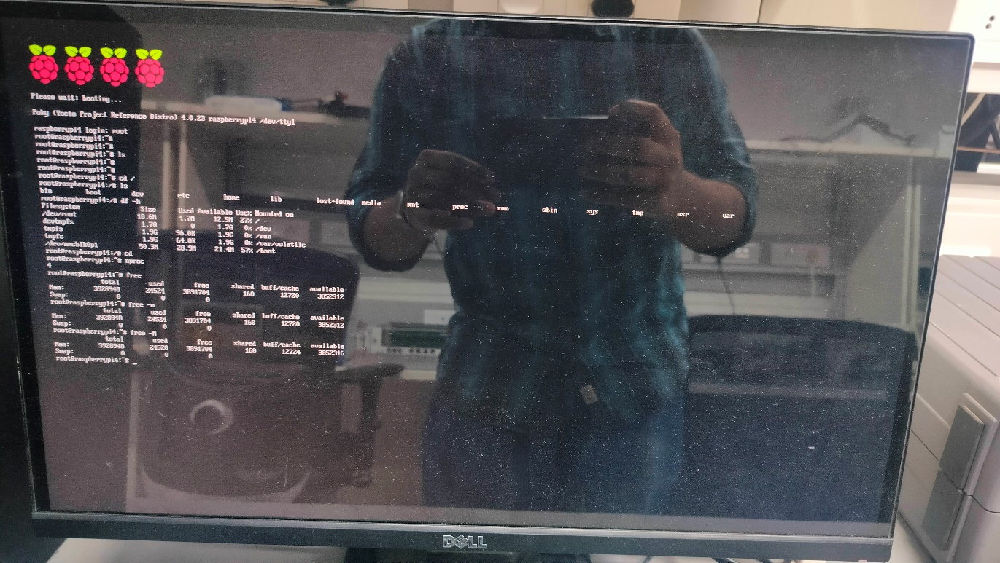 Please wait: booting...
Poky (Yocto Project Reference Distro) 4.0.23 raspberrypi4 /dev/tty1
raspberrypi4 login: root
root@raspberrypi4:~#
root@raspberrypi4:~#
root@raspberrypi4:~# ls
root@raspberrypi4:~#
root@raspberrypi4:~#
root@raspberrypi4:~# cd /
root@raspberrypi4:/# ls
bin boot dev etc home lib lost+found media mnt proc run sbin sys tmp usr var
root@raspberrypi4:/# df -h
Filesystem Size Used Available Use% Mounted on
/dev/root 18.6M 4.7M 12.5M 27% /
devtmpfs 1.7G 0 1.7G 0% /dev
tmpfs 1.9G 96.0K 1.9G 0% /run
tmpfs 1.9G 64.0K 1.9G 0% /var/volatile
/dev/mmcblk0p1 50.3M 28.9M 21.4M 57% /boot
root@raspberrypi4:/# cd
root@raspberrypi4:~# nproc
4
root@raspberrypi4:~# free
total used free shared buff/cache available
Mem: 3928948 24524 3891704 160 12720 3852312
Swap: 0 0 0
root@raspberrypi4:~# free -m
total used free shared buff/cache available
Mem: 3928948 24524 3891704 160 12720 3852312
Swap: 0 0 0
root@raspberrypi4:~# free -M
total used free shared buff/cache available
Mem: 3928948 24520 3891704 160 12724 3852316
Swap: 0 0 0
root@raspberrypi4:~# _
DELL